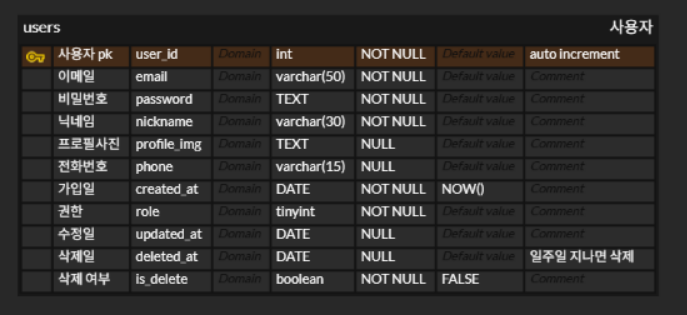 users 사용자
사용자 pk user_id Domain int NOT NULL Default value auto increment
이메일 email Domain varchar(50) NOT NULL Default value Comment
비밀번호 password Domain TEXT NOT NULL Default value Comment
닉네임 nickname Domain varchar(30) NOT NULL Default value Comment
프로필사진 profile_img Domain TEXT NULL Default value Comment
전화번호 phone Domain varchar(15) NULL Default value Comment
가입일 created_at Domain DATE NOT NULL NOW() Comment
권한 role Domain tinyint NOT NULL Default value Comment
수정일 updated_at Domain DATE NULL Default value Comment
삭제일 deleted_at Domain DATE NULL Default value 일주일 지나면 삭제
삭제 여부 is_delete Domain boolean NOT NULL FALSE Comment